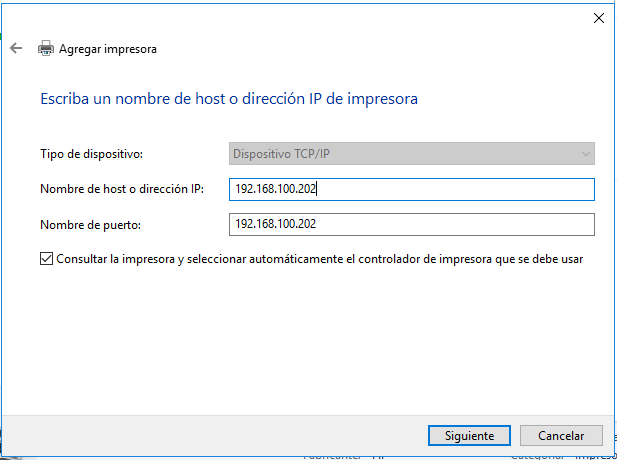 Agregar impresora
Escriba un nombre de host o dirección IP de impresora
Tipo de dispositivo: Dispositivo TCP/IP
Nombre de host o dirección IP: 192.168.100.202
Nombre de puerto: 192.168.100.202
Consultar la impresora y seleccionar automáticamente el controlador de impresora que se debe usar
Siguiente Cancelar